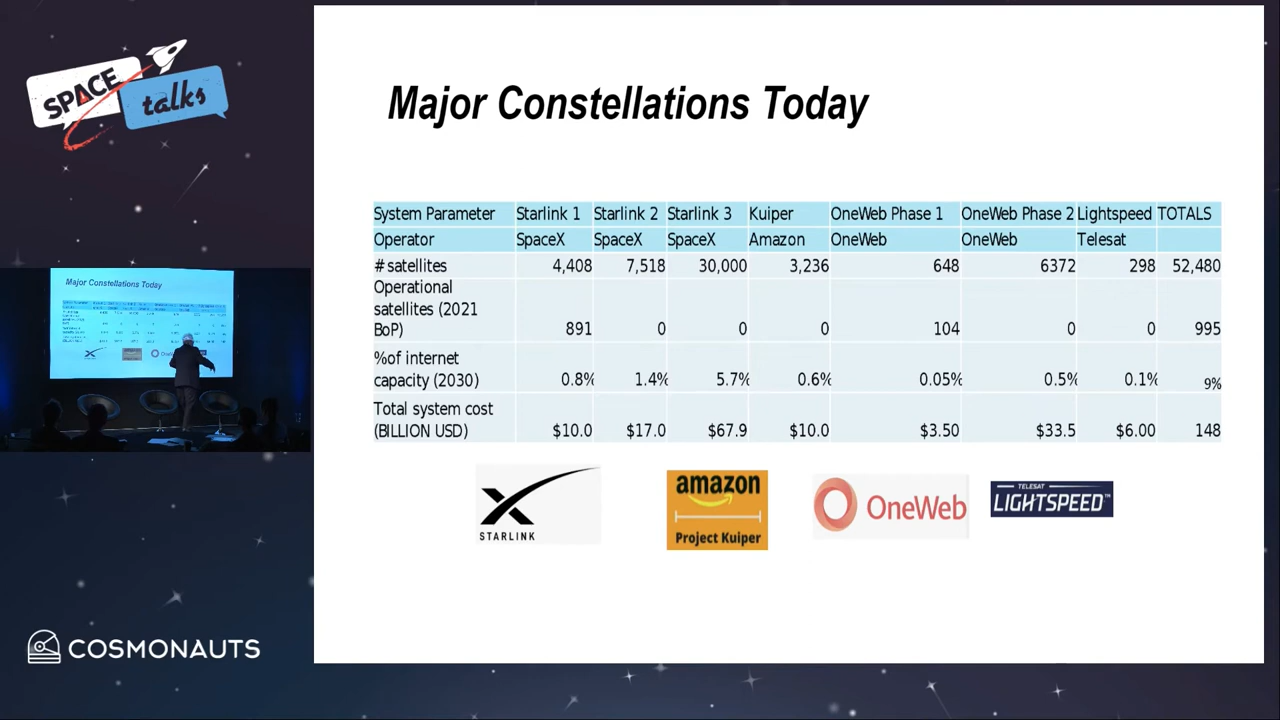 SPACE
talks
Major Constellations Today
System Parameter Starlink 1 Starlink 2 Starlink 3 Kuiper OneWeb Phase 1 OneWeb Phase 2 Lightspeed TOTALS
Operator SpaceX SpaceX SpaceX Amazon OneWeb OneWeb Telesat
# satellites 4,408 7,518 30,000 3,236 648 6372 298 52,480
Operational
satellites (2021
BoP) 891 0 0 0 104 0 0 995
%of internet
capacity (2030) 0.8% 1.4% 5.7% 0.6% 0.05% 0.5% 0.1% 9%
Total system cost
(BILLION USD) $10.0 $17.0 $67.9 $10.0 $3.50 $33.5 $6.00 148
STARLINK
amazon
Project Kuiper
OneWeb
TELESAT
LIGHTSPEED™
Major Constellations Today
COSMONAUTS